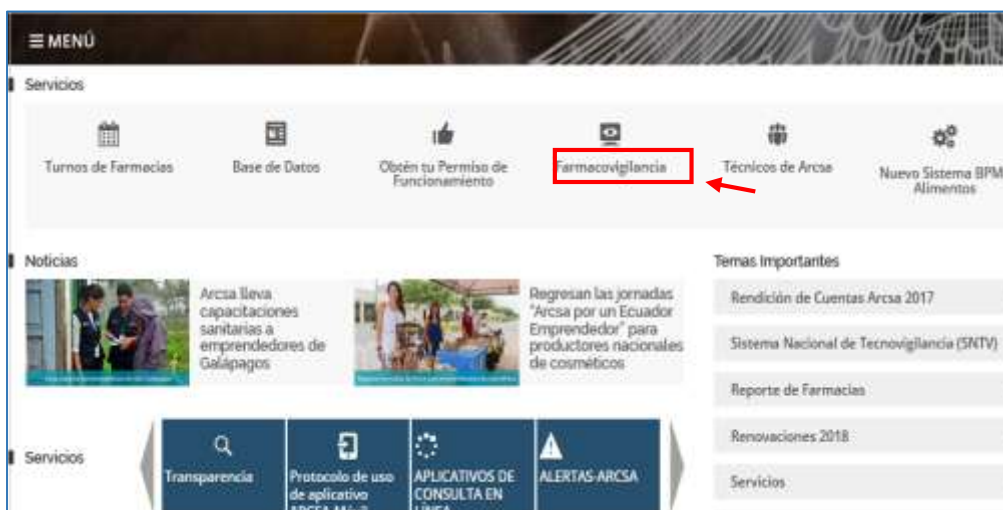 MENÚ
Servicios
Turnos de Farmacias
Base de Datos
Obtén tu Permiso de
Funcionamiento
Farmacovigilancia
Técnicos de Arcsa
Nuevo Sistema BPM
Alimentos
Noticias
Arcsa lleva
capacitaciones
sanitarias a
emprendedores de
Galápagos
Regresan las jornadas
"Arcsa por un Ecuador
Emprendedor" para
productores nacionales
de cosméticos
Temas Importantes
Rendición de Cuentas Arcsa 2017
Sistema Nacional de Tecnovigilancia (SNTV)
Reporte de Farmacias
Renovaciones 2018
Servicios
Servicios
Transparencia
Protocolo de uso
de aplicativo
ARCSA Móvil
APLICATIVOS DE
CONSULTA EN
LÍNEA
ALERTAS-ARCSA